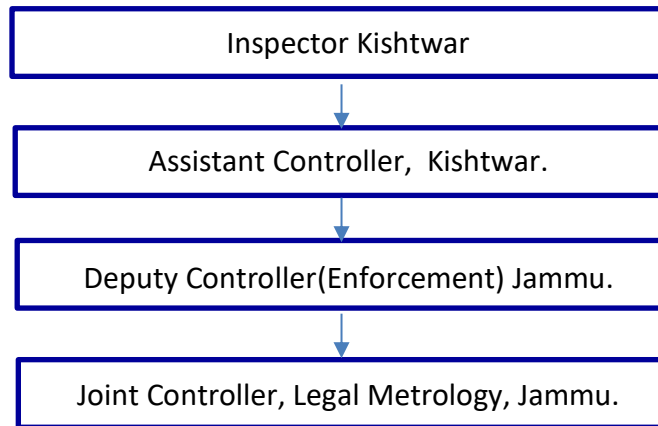 Inspector Kishtwar
Assistant Controller, Kishtwar.
Deputy Controller(Enforcement) Jammu.
Joint Controller, Legal Metrology, Jammu.